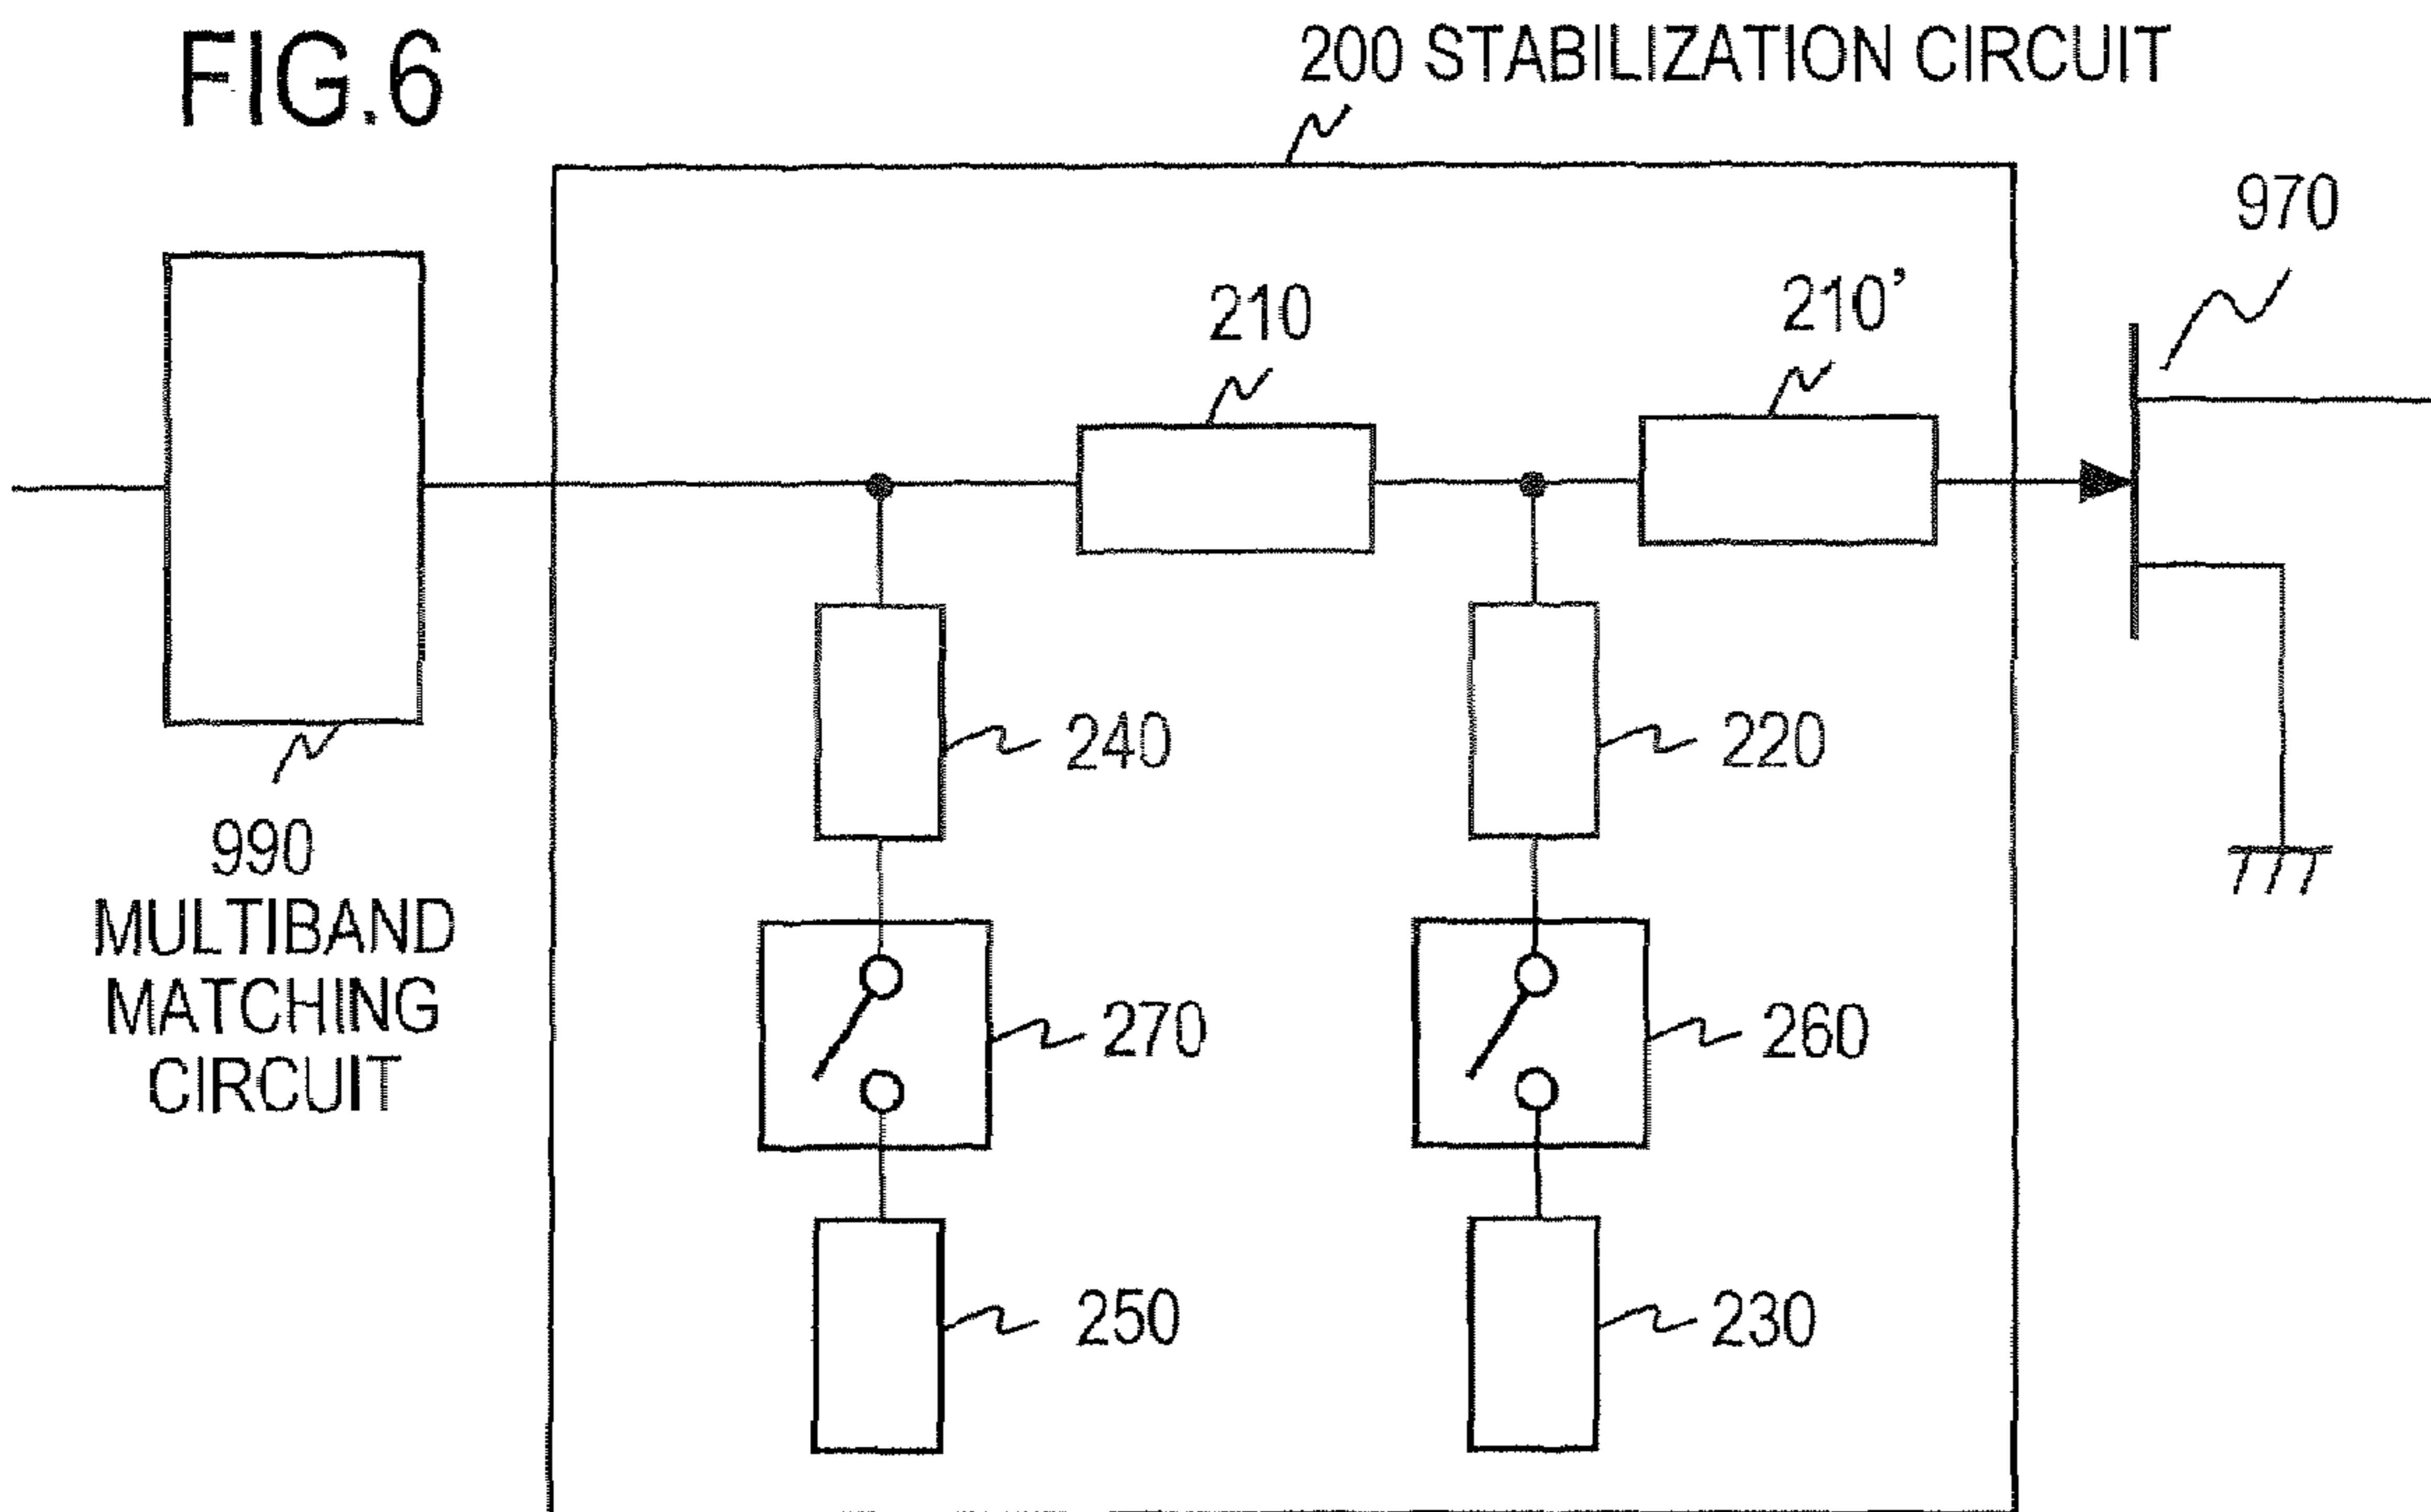 FIG.6
200 STABILIZATION CIRCUIT
970
210
210'
240
220
990
MULTIBAND
MATCHING
CIRCUIT
270
260
250
230